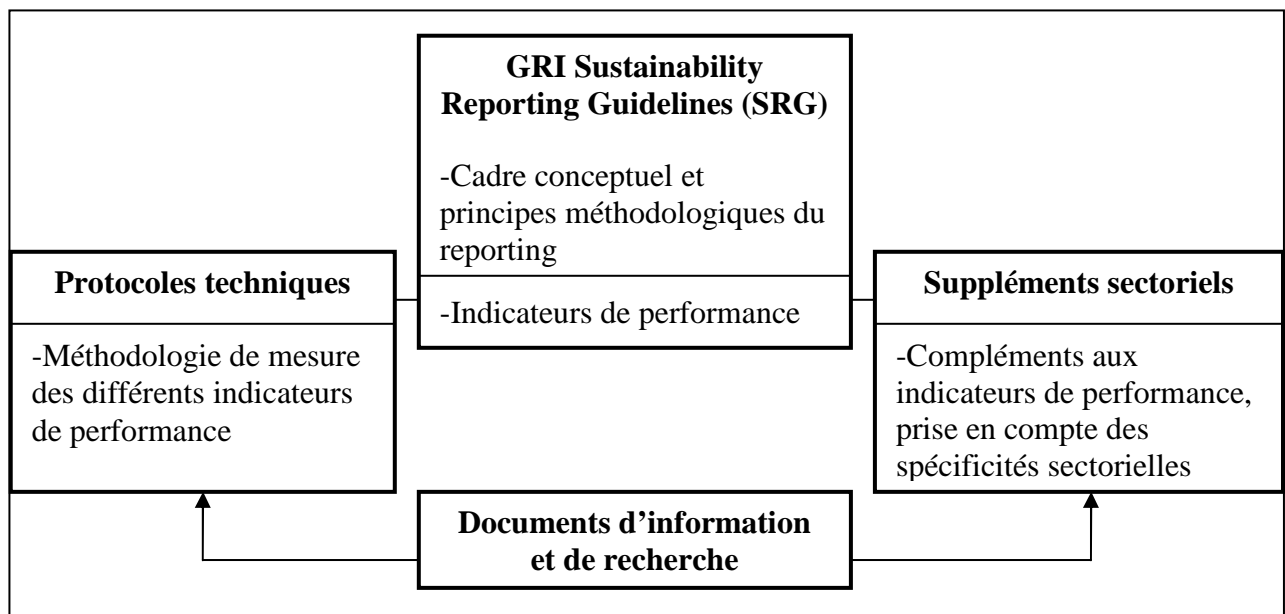 GRI Sustainability
Reporting Guidelines (SRG)
-Cadre conceptuel et
principes méthodologiques du
reporting
-Indicateurs de performance
Protocoles techniques
-Méthodologie de mesure
des différents indicateurs
de performance
Suppléments sectoriels
-Compléments aux
indicateurs de performance,
prise en compte des
spécificités sectorielles
Documents d’information
et de recherche